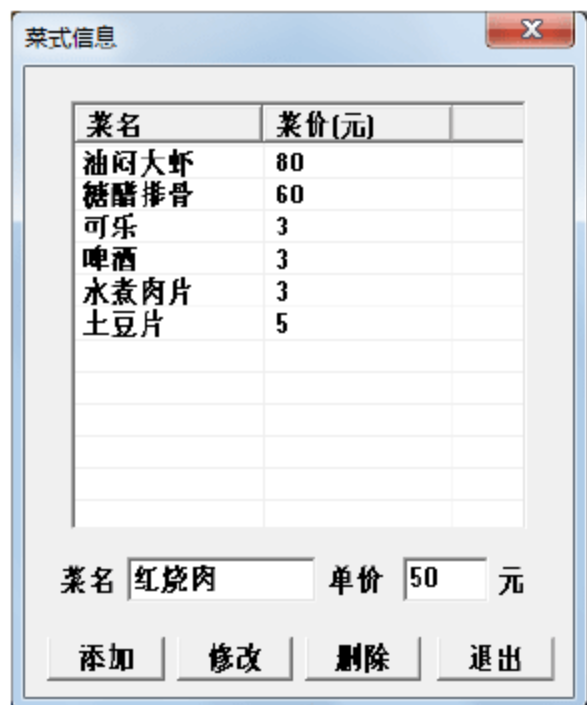 菜式信息
菜名 菜价(元)
油闷大虾 80
糖醋排骨 60
可乐 3
啤酒 3
水煮肉片 3
土豆片 5
菜名 红烧肉 单价 50 元
添加 修改 删除 退出